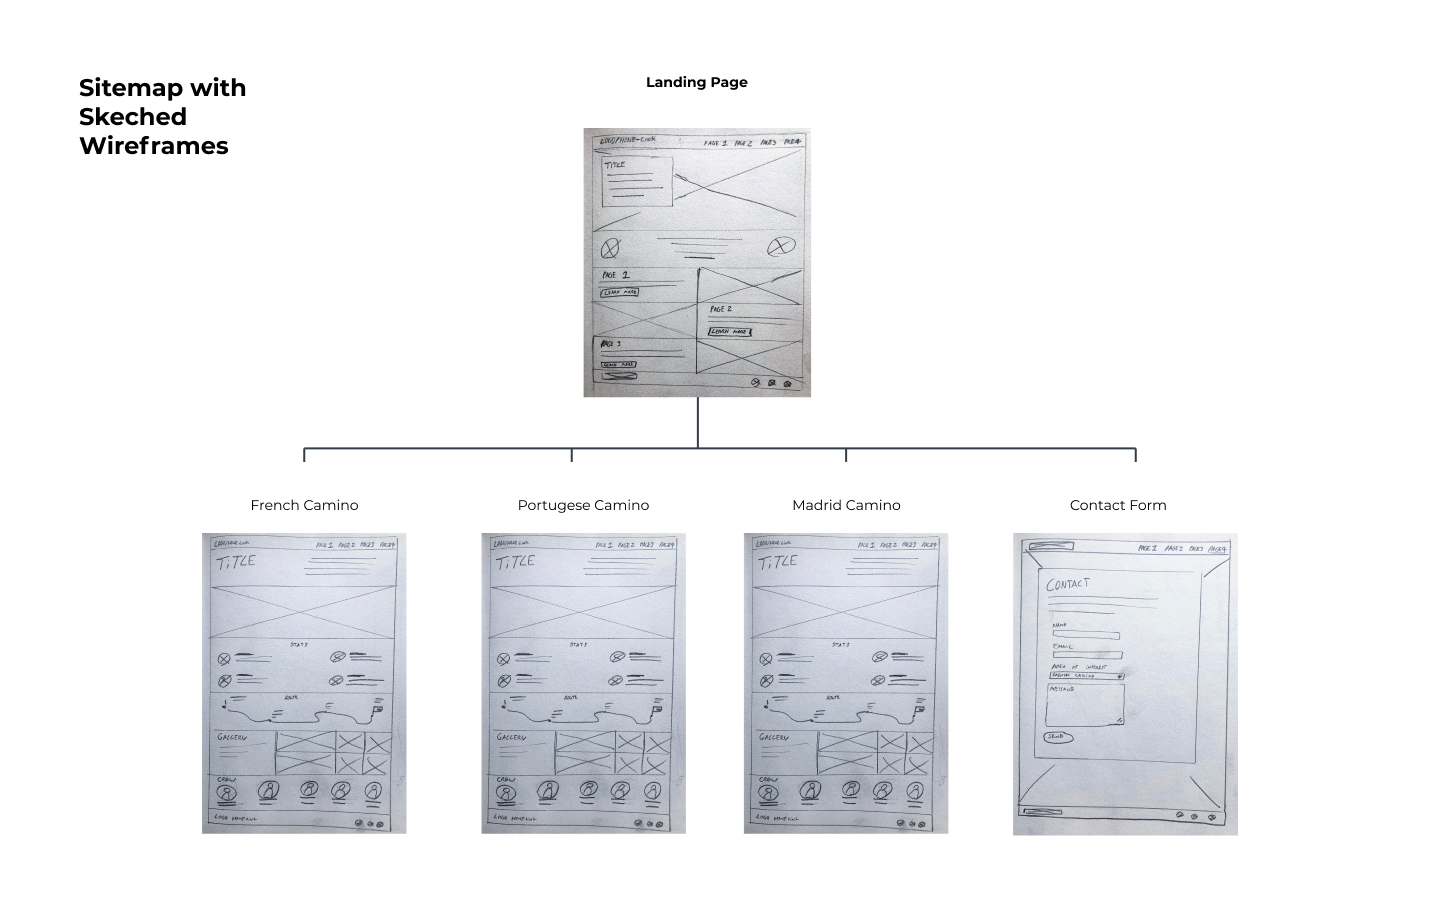 Sitemap with
Skeched
Wireframes
Landing Page
LOGO/HOME-LINK PAGE 1 PAGE 2 PAGE 3 PAGE 4
TITLE
PAGE 1
LEARN MORE
PAGE 2
LEARN MORE
PAGE 3
LEARN MORE
French Camino
LOGO/HOME LINK PAGE 1 PAGE 2 PAGE 3 PAGE 4
TITLE
STATS
ROUTE
GALLERY
CREW
LOGO HOME LINK
Portugese Camino
LOGO/HOME LINK PAGE 1 PAGE 2 PAGE 3 PAGE 4
TITLE
STATS
ROUTE
GALLERY
CREW
LOGO HOME LINK
Madrid Camino
LOGO/HOME LINK PAGE 1 PAGE 2 PAGE 3 PAGE 4
TITLE
STATS
ROUTE
GALLERY
CREW
LOGO HOME LINK
Contact Form
PAGE 1 PAGE 2 PAGE 3 PAGE 4
CONTACT
NAME
EMAIL
AREA OF INTEREST
CAMINO
MESSAGE
SEND